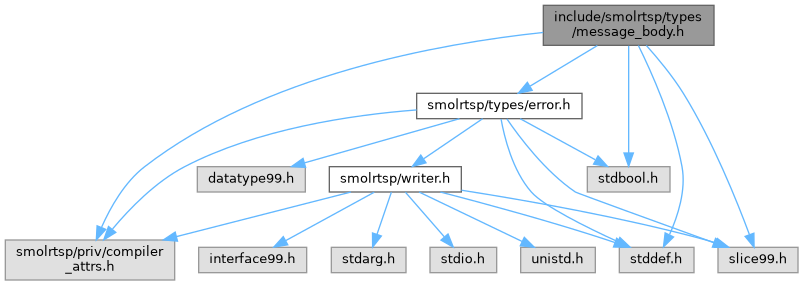 include/smolrtsp/types
/message_body.h
smolrtsp/types/error.h
datatype99.h
smolrtsp/writer.h
stdbool.h
smolrtsp/priv/compiler
_attrs.h
interface99.h
stdarg.h
stdio.h
unistd.h
stddef.h
slice99.h